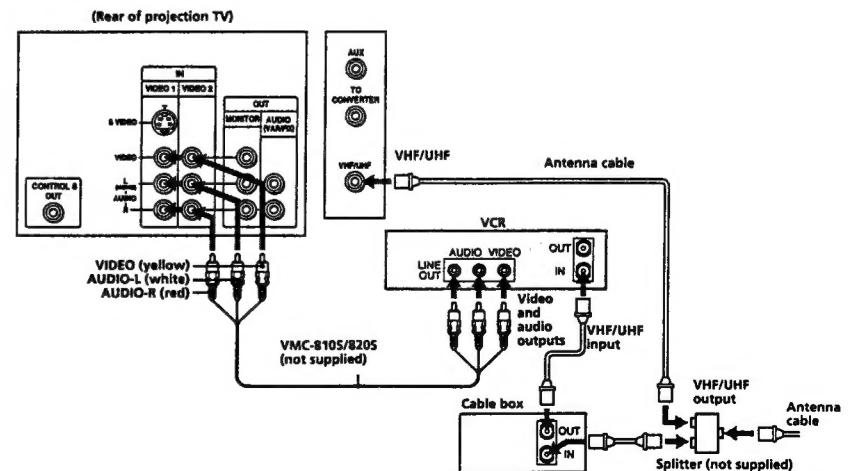 (Rear of projection TV)
IN
VIDEO 1 VIDEO 2
S VIDEO
VIDEO
L
(MONO)
AUDIO
R
OUT
MONITOR
AUDIO
(VAR/FIX)
CONTROL S
OUT
AUX
TO
CONVERTER
VHF/UHF
VHF/UHF
Antenna cable
VCR
AUDIO VIDEO
LINE
OUT
OUT
IN
VIDEO (yellow)
AUDIO-L (white)
AUDIO-R (red)
Video
and
audio
outputs
VHF/UHF
input
VMC-810S/820S
(not supplied)
Cable box
OUT
IN
VHF/UHF
output
Antenna
cable
Splitter (not supplied)